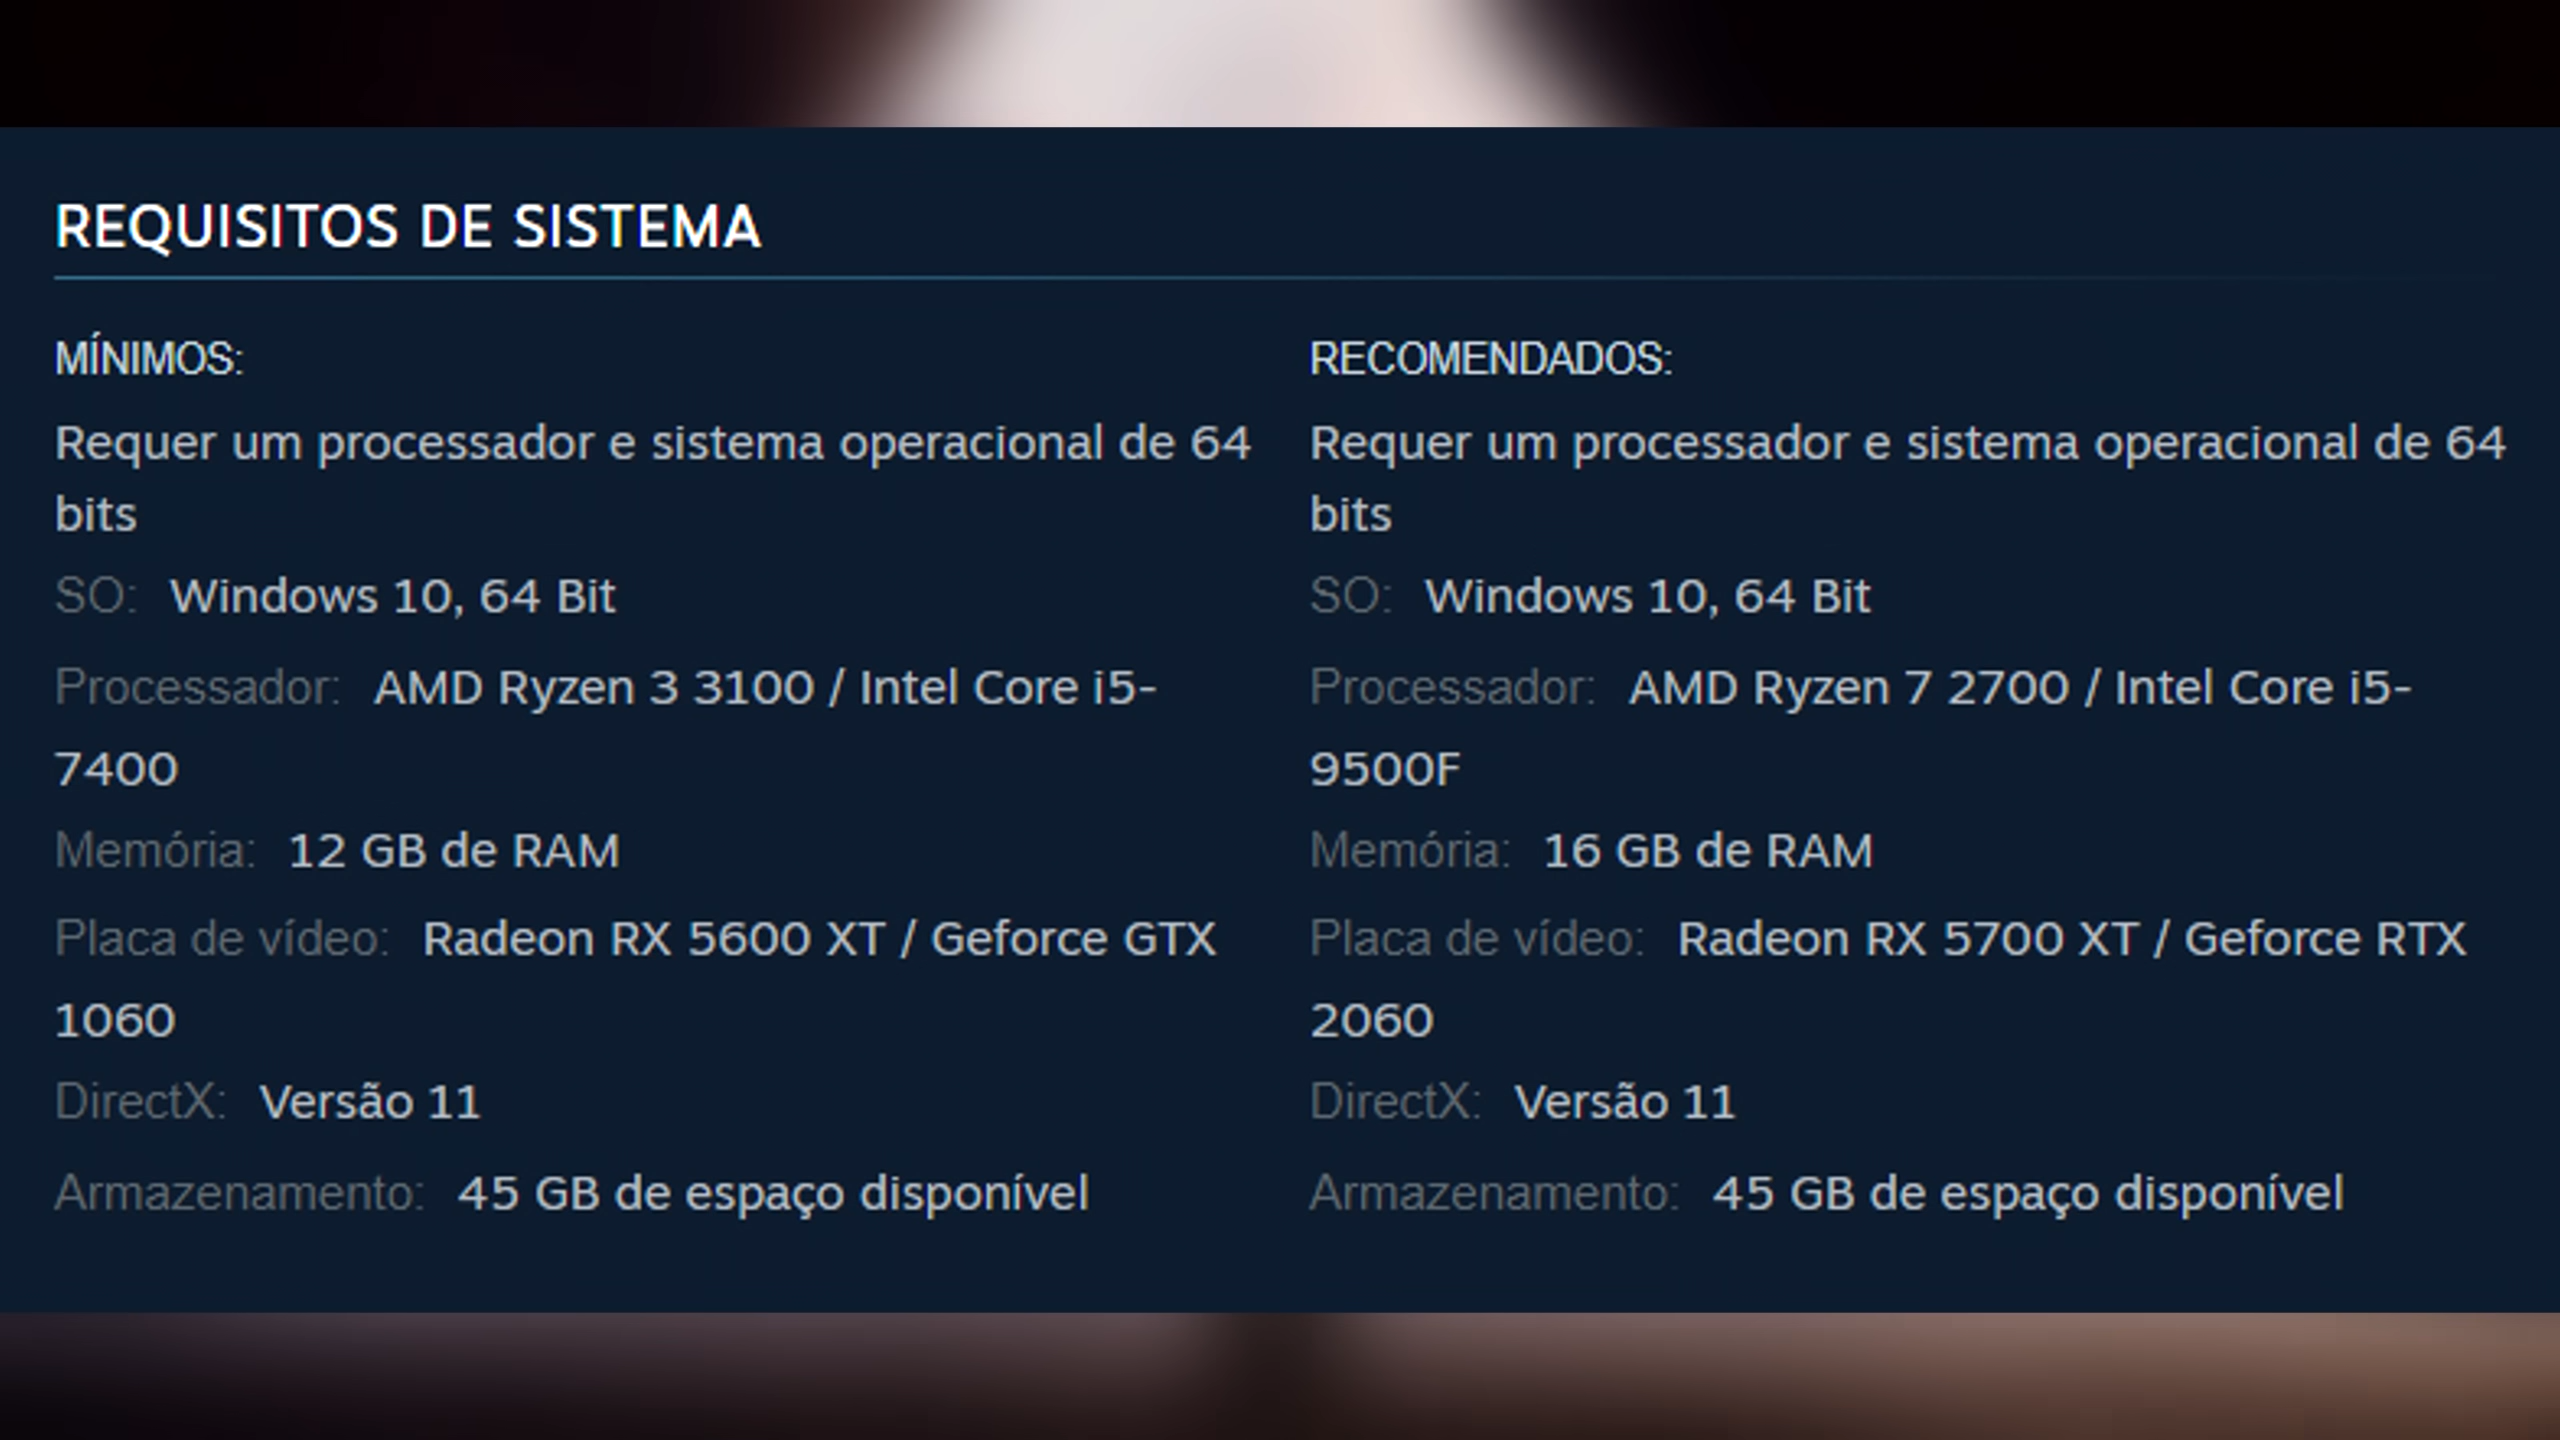 REQUISITOS DE SISTEMA
MÍNIMOS:
Requer um processador e sistema operacional de 64
bits
SO: Windows 10, 64 Bit
Processador: AMD Ryzen 3 3100 / Intel Core i5-
7400
Memória: 12 GB de RAM
Placa de vídeo: Radeon RX 5600 XT / Geforce GTX
1060
DirectX: Versão 11
Armazenamento: 45 GB de espaço disponível
RECOMENDADOS:
Requer um processador e sistema operacional de 64
bits
SO: Windows 10, 64 Bit
Processador: AMD Ryzen 7 2700 / Intel Core i5-
9500F
Memória: 16 GB de RAM
Placa de vídeo: Radeon RX 5700 XT / Geforce RTX
2060
DirectX: Versão 11
Armazenamento: 45 GB de espaço disponível